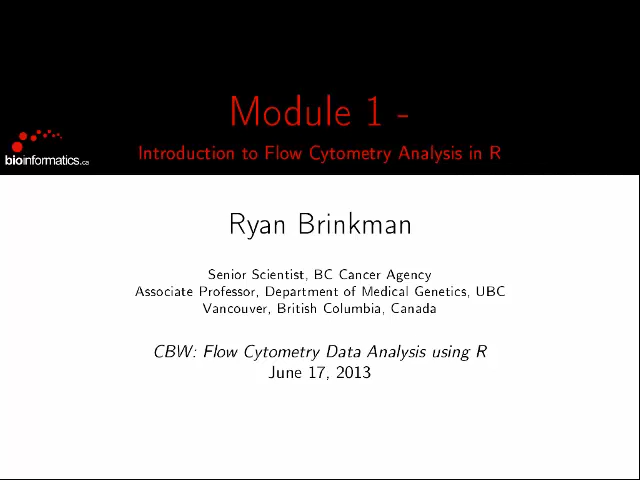 Module 1 -
Introduction to Flow Cytometry Analysis in R
bioinformatics.ca
Ryan Brinkman
Senior Scientist, BC Cancer Agency
Associate Professor, Department of Medical Genetics, UBC
Vancouver, British Columbia, Canada
CBW: Flow Cytometry Data Analysis using R
June 17, 2013